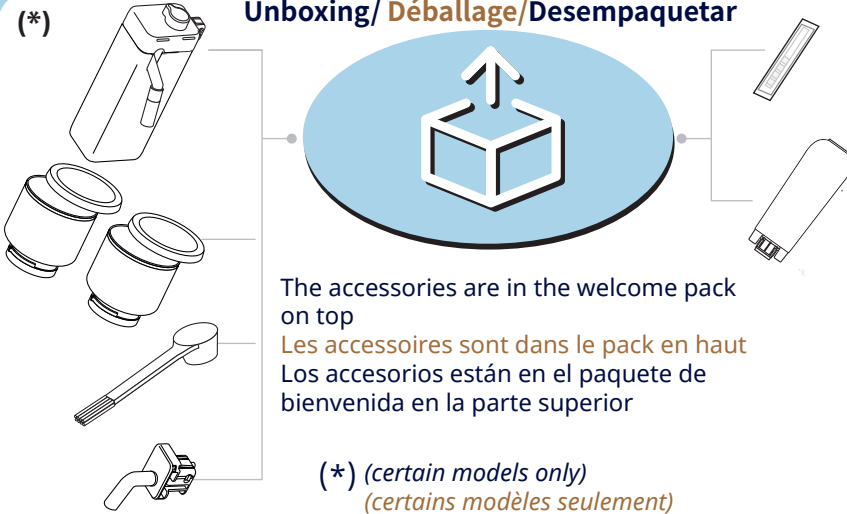 (*)
Unboxing/ Déballage/Desempaquetar
The accessories are in the welcome pack
on top
Les accessoires sont dans le pack en haut
Los accesorios están en el paquete de
bienvenida en la parte superior
(*) (certain models only)
(certains modèles seulement)